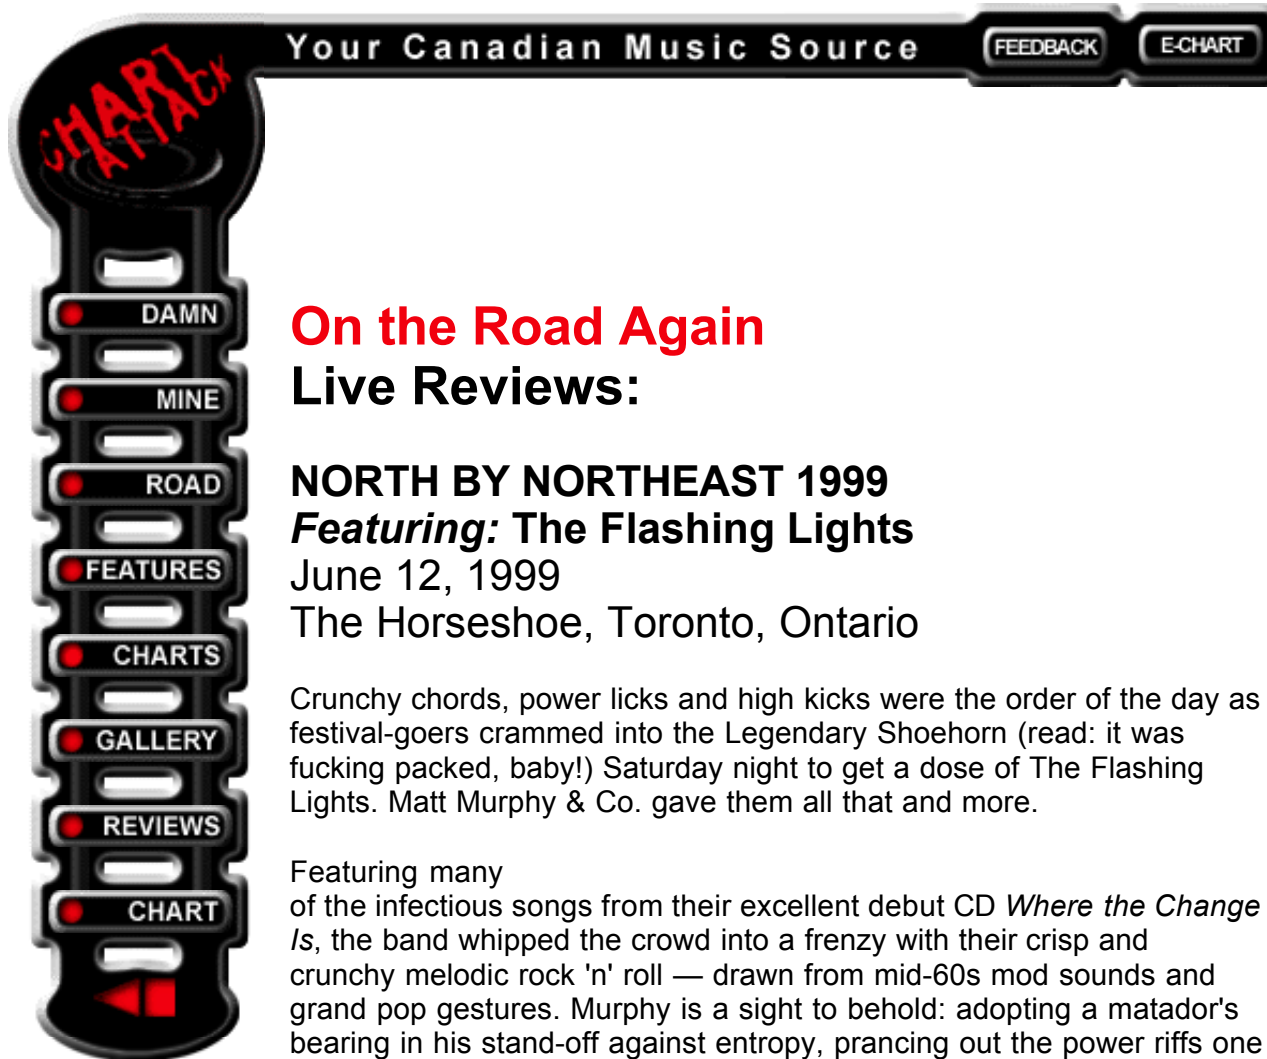 Your Canadian Music Source
FEEDBACK
E-CHART
CHART
ATTACK
DAMN
MINE
ROAD
FEATURES
CHARTS
GALLERY
REVIEWS
CHART
On the Road Again
Live Reviews:
NORTH BY NORTHEAST 1999
Featuring: The Flashing Lights
June 12, 1999
The Horseshoe, Toronto, Ontario
Crunchy chords, power licks and high kicks were the order of the day as
festival-goers crammed into the Legendary Shoehorn (read: it was
fucking packed, baby!) Saturday night to get a dose of The Flashing
Lights. Matt Murphy & Co. gave them all that and more.
Featuring many
of the infectious songs from their excellent debut CD Where the Change
Is, the band whipped the crowd into a frenzy with their crisp and
crunchy melodic rock 'n' roll — drawn from mid-60s mod sounds and
grand pop gestures. Murphy is a sight to behold: adopting a matador's
bearing in his stand-off against entropy, prancing out the power riffs one